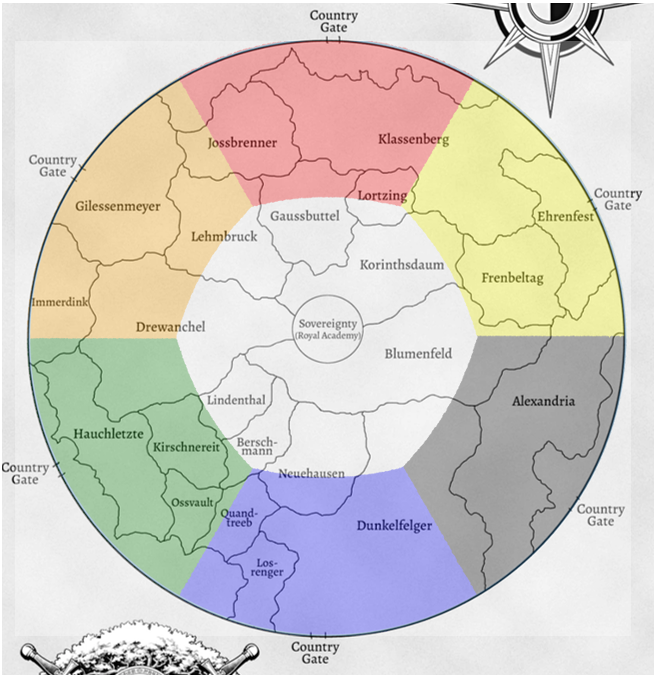 Country
Gate
Jossbrenner
Klassenberg
Country
Gate
Lortzing
Country
Gate
Gilessenmeyer
Gaussbuttel
Ehrenfest
Lehmbruck
Korinthsdaum
Frenbeltag
Immerdink
Drewanchel
Sovereignty
(Royal Academy)
Blumenfeld
Lindenthal
Alexandria
Hauchletzte
Kirschnereit
Bersch-
mann
Country
Gate
Neuehausen
Ossvault
Quand-
treeb
Dunkelfelger
Country
Gate
Los-
renger
Country
Gate